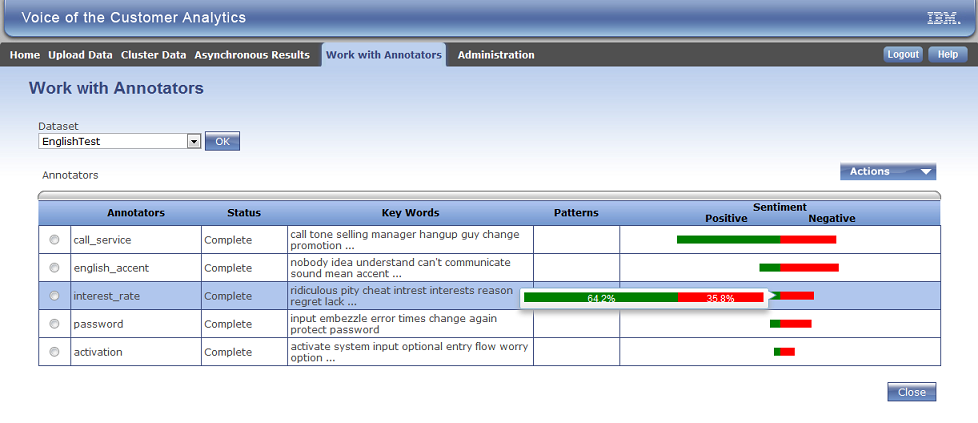 Voice of the Customer Analytics
IBM.
Home Upload Data Cluster Data Asynchronous Results Work with Annotators Administration Logout Help
Work with Annotators
Dataset
EnglishTest OK
Annotators Actions
Annotators Status Key Words Patterns Sentiment
Positive Negative
call_service Complete call tone selling manager hangup guy change
promotion ...
english_accent Complete nobody idea understand can't communicate
sound mean accent ...
interest_rate Complete ridiculous pity cheat intrest interests reason
regret lack ...
64.2% 35.8%
password Complete input embezzle error times change again
protect password
activation Complete activate system input optional entry flow worry
option ...
Close